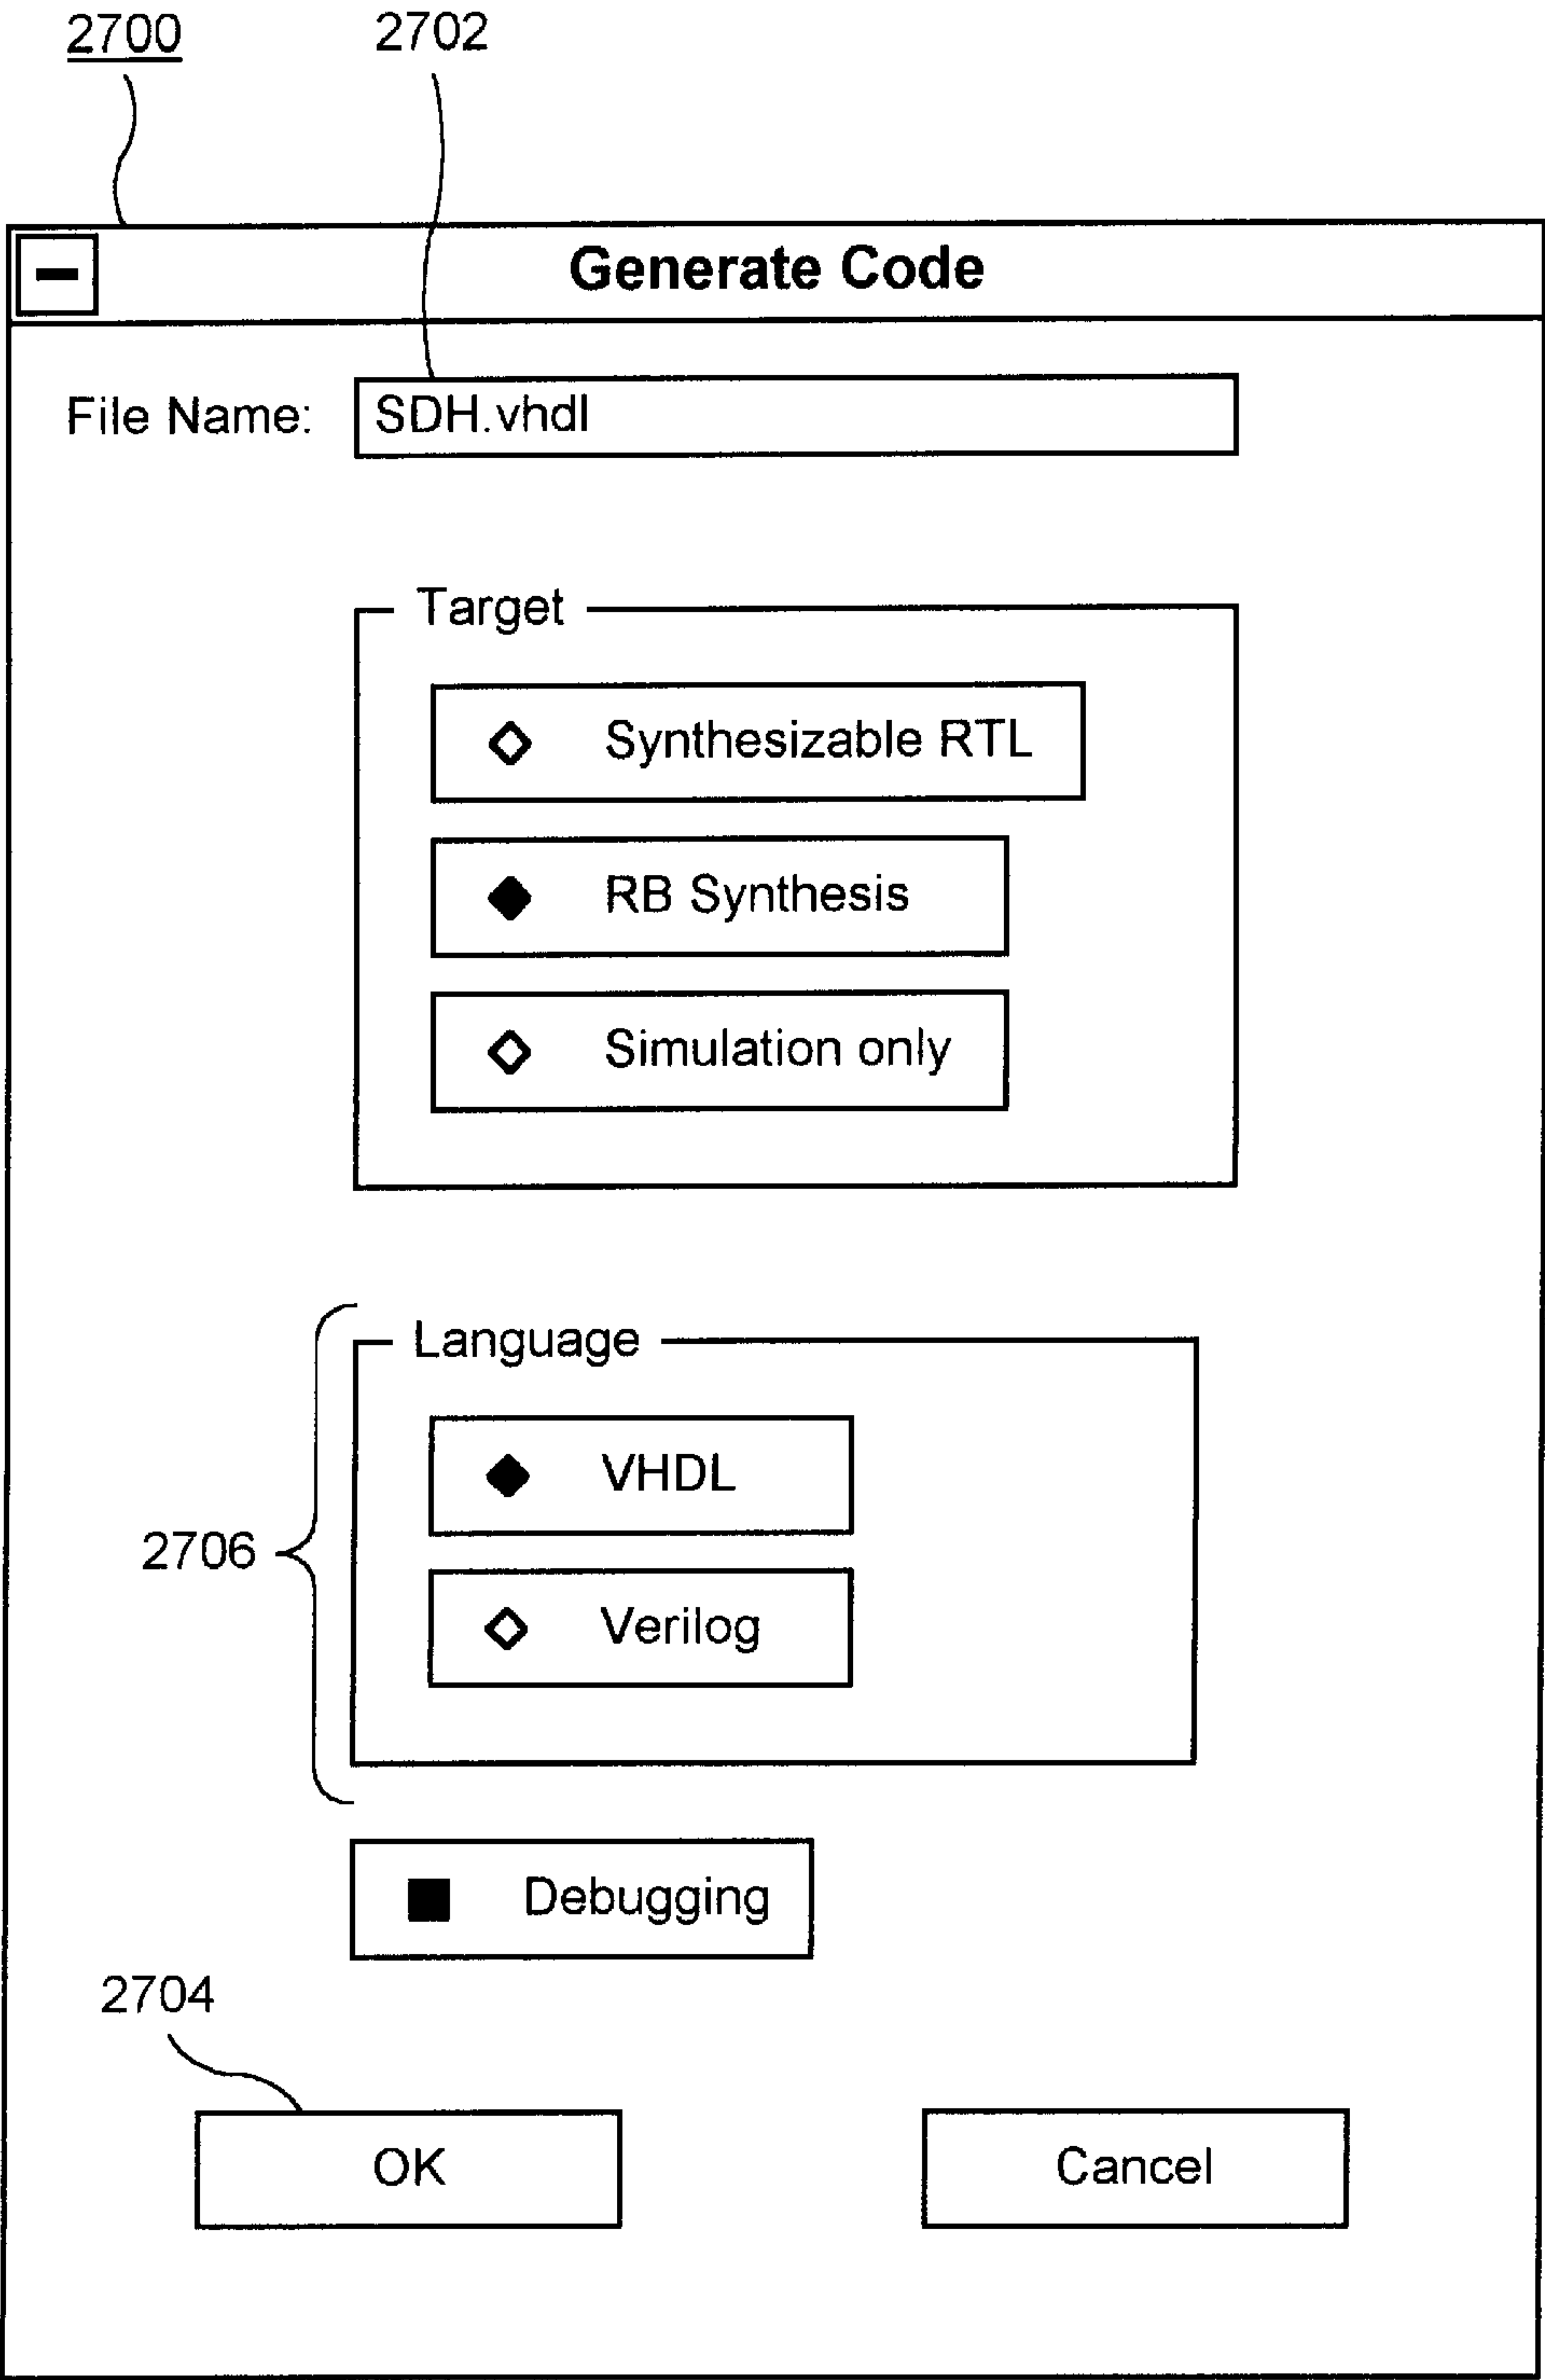 2700 2702
Generate Code
File Name: SDH.vhdl
Target
Synthesizable RTL
RB Synthesis
Simulation only
Language
VHDL
2706
Verilog
Debugging
2704
OK Cancel